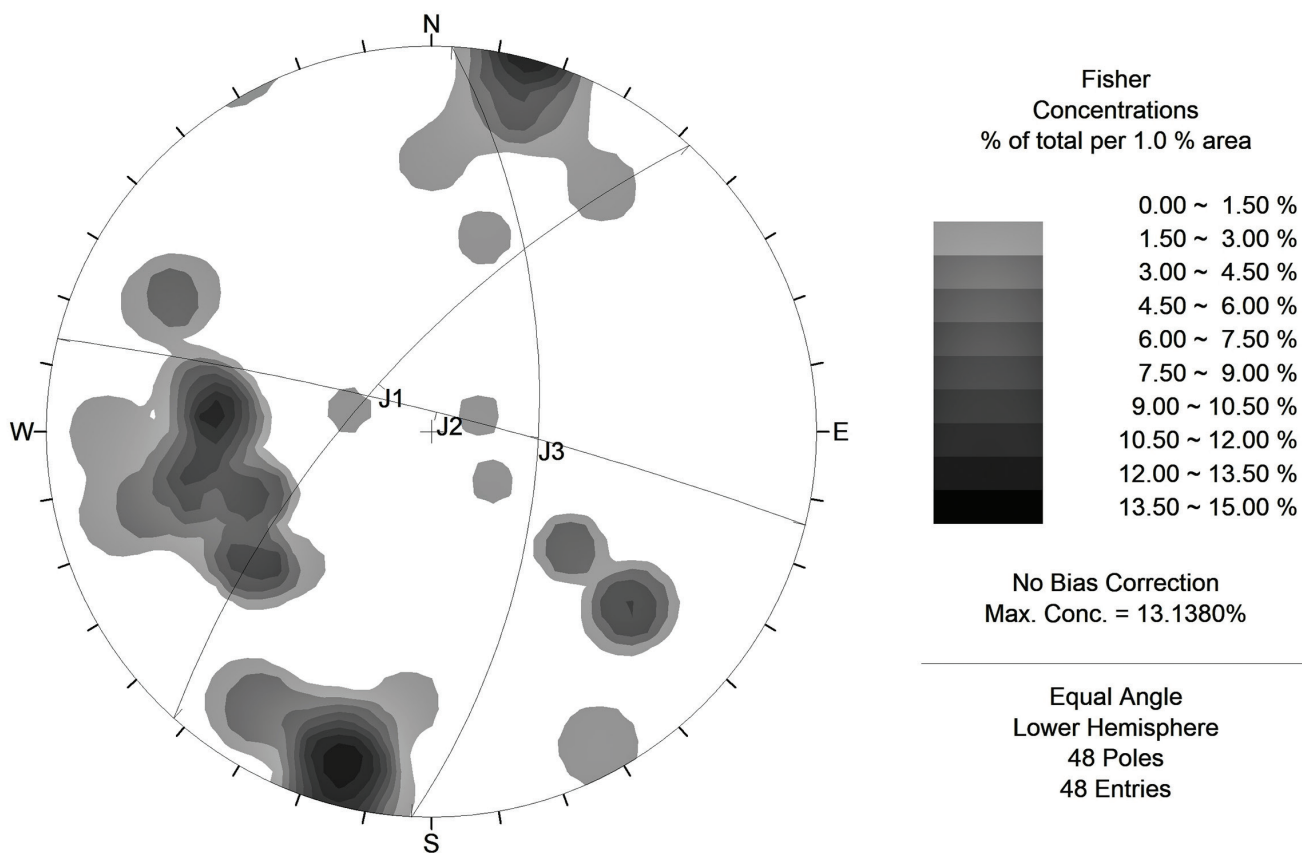 N
W
E
S
J1
J2
J3
Fisher
Concentrations
% of total per 1.0 % area
0.00 ~ 1.50 %
1.50 ~ 3.00 %
3.00 ~ 4.50 %
4.50 ~ 6.00 %
6.00 ~ 7.50 %
7.50 ~ 9.00 %
9.00 ~ 10.50 %
10.50 ~ 12.00 %
12.00 ~ 13.50 %
13.50 ~ 15.00 %
No Bias Correction
Max. Conc. = 13.1380%
Equal Angle
Lower Hemisphere
48 Poles
48 Entries